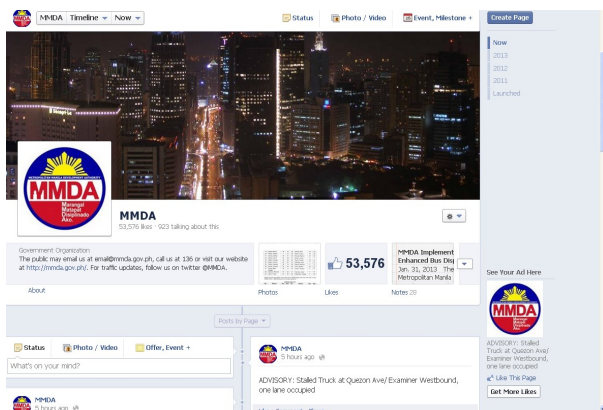 MMDA Timeline Now
Status Photo / Video Event, Milestone +
Create Page
Now
2013
2012
2011
Launched
METROPOLITAN MANILA DEVELOPMENT AUTHORITY
MMDA
Marangal
Matapat
Disiplinado
Ako.
MMDA
53,576 likes · 923 talking about this
Government Organization
The public may email us at email@mmda.gov.ph, call us at 136 or visit our website
at http://mmda.gov.ph/. For traffic updates, follow us on twitter @MMDA.
About
Photos
53,576
Likes
MMDA Implement
Enhanced Bus Disp
Jan. 31, 2013 The
Metropolitan Manila
Notes 28
See Your Ad Here
MMDA
ADVISORY: Stalled
Truck at Quezon Ave/
Examiner Westbound,
one lane occupied
Like This Page
Get More Likes
Posts by Page
Status Photo / Video Offer, Event +
What's on your mind?
MMDA
5 hours ago
MMDA
5 hours ago
ADVISORY: Stalled Truck at Quezon Ave/ Examiner Westbound,
one lane occupied